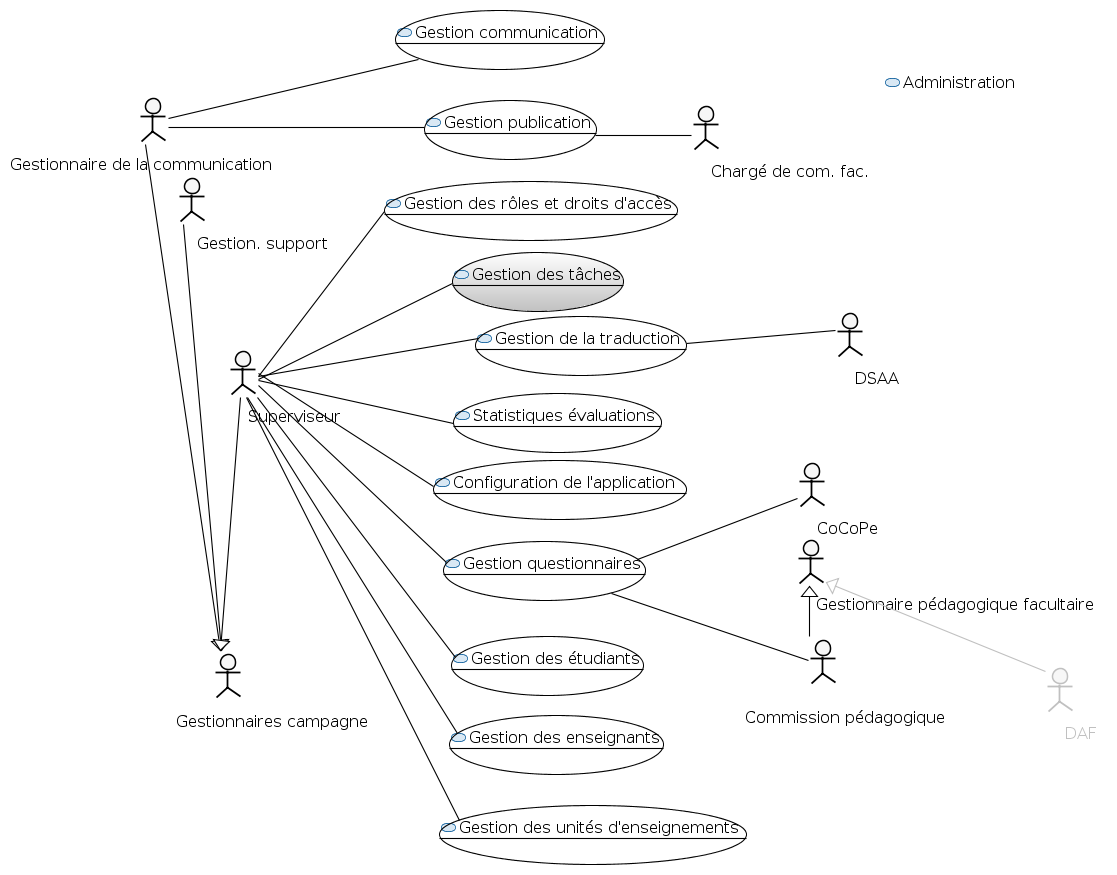 Gestion communication
Administration
Gestion publication
Gestionnaire de la communication
Chargé de com. fac.
Gestion des rôles et droits d'accès
Gestion. support
Gestion des tâches
Gestion de la traduction
DSAA
Superviseur
Statistiques évaluations
Configuration de l'application
CoCoPe
Gestion questionnaires
Gestionnaire pédagogique facultaire
Gestion des étudiants
Gestionnaires campagne
Commission pédagogique
DAF
Gestion des enseignants
Gestion des unités d'enseignements